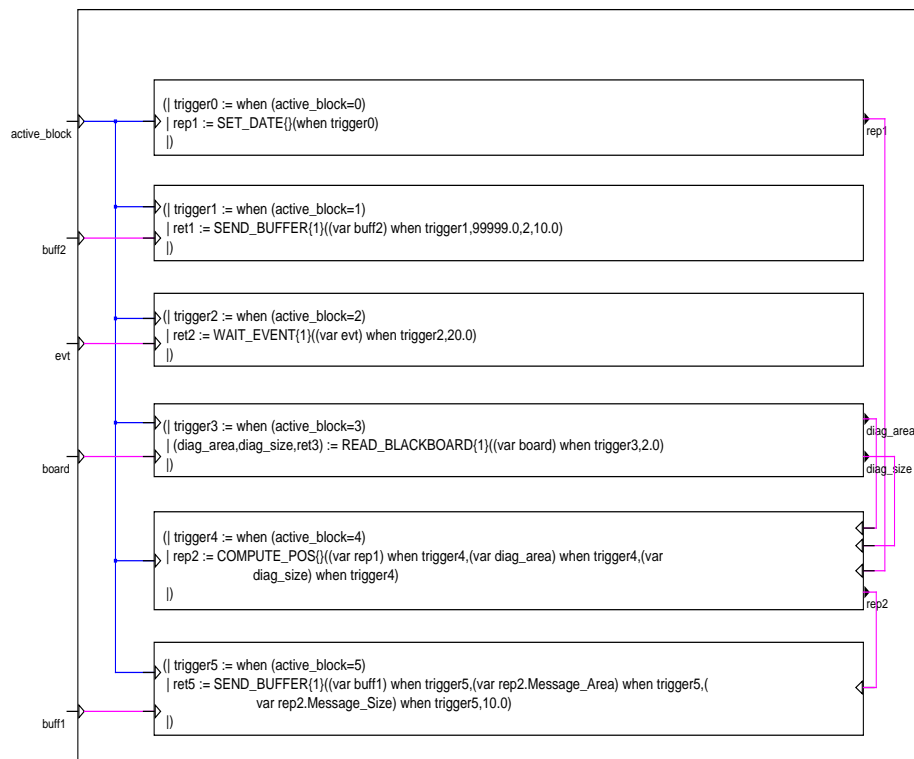 (| trigger0 := when (active_block=0)
| rep1 := SET_DATE{}(when trigger0)
|)
active_block
rep1
(| trigger1 := when (active_block=1)
| ret1 := SEND_BUFFER{1}((var buff2) when trigger1,99999.0,2,10.0)
|)
buff2
(| trigger2 := when (active_block=2)
| ret2 := WAIT_EVENT{1}((var evt) when trigger2,20.0)
|)
evt
(| trigger3 := when (active_block=3)
| (diag_area,diag_size,ret3) := READ_BLACKBOARD{1}((var board) when trigger3,2.0)
|)
diag_area
board
diag_size
(| trigger4 := when (active_block=4)
| rep2 := COMPUTE_POS{}((var rep1) when trigger4,(var diag_area) when trigger4,(var
diag_size) when trigger4)
|)
rep2
(| trigger5 := when (active_block=5)
| ret5 := SEND_BUFFER{1}((var buff1) when trigger5,(var rep2.Message_Area) when trigger5,(
var rep2.Message_Size) when trigger5,10.0)
|)
buff1